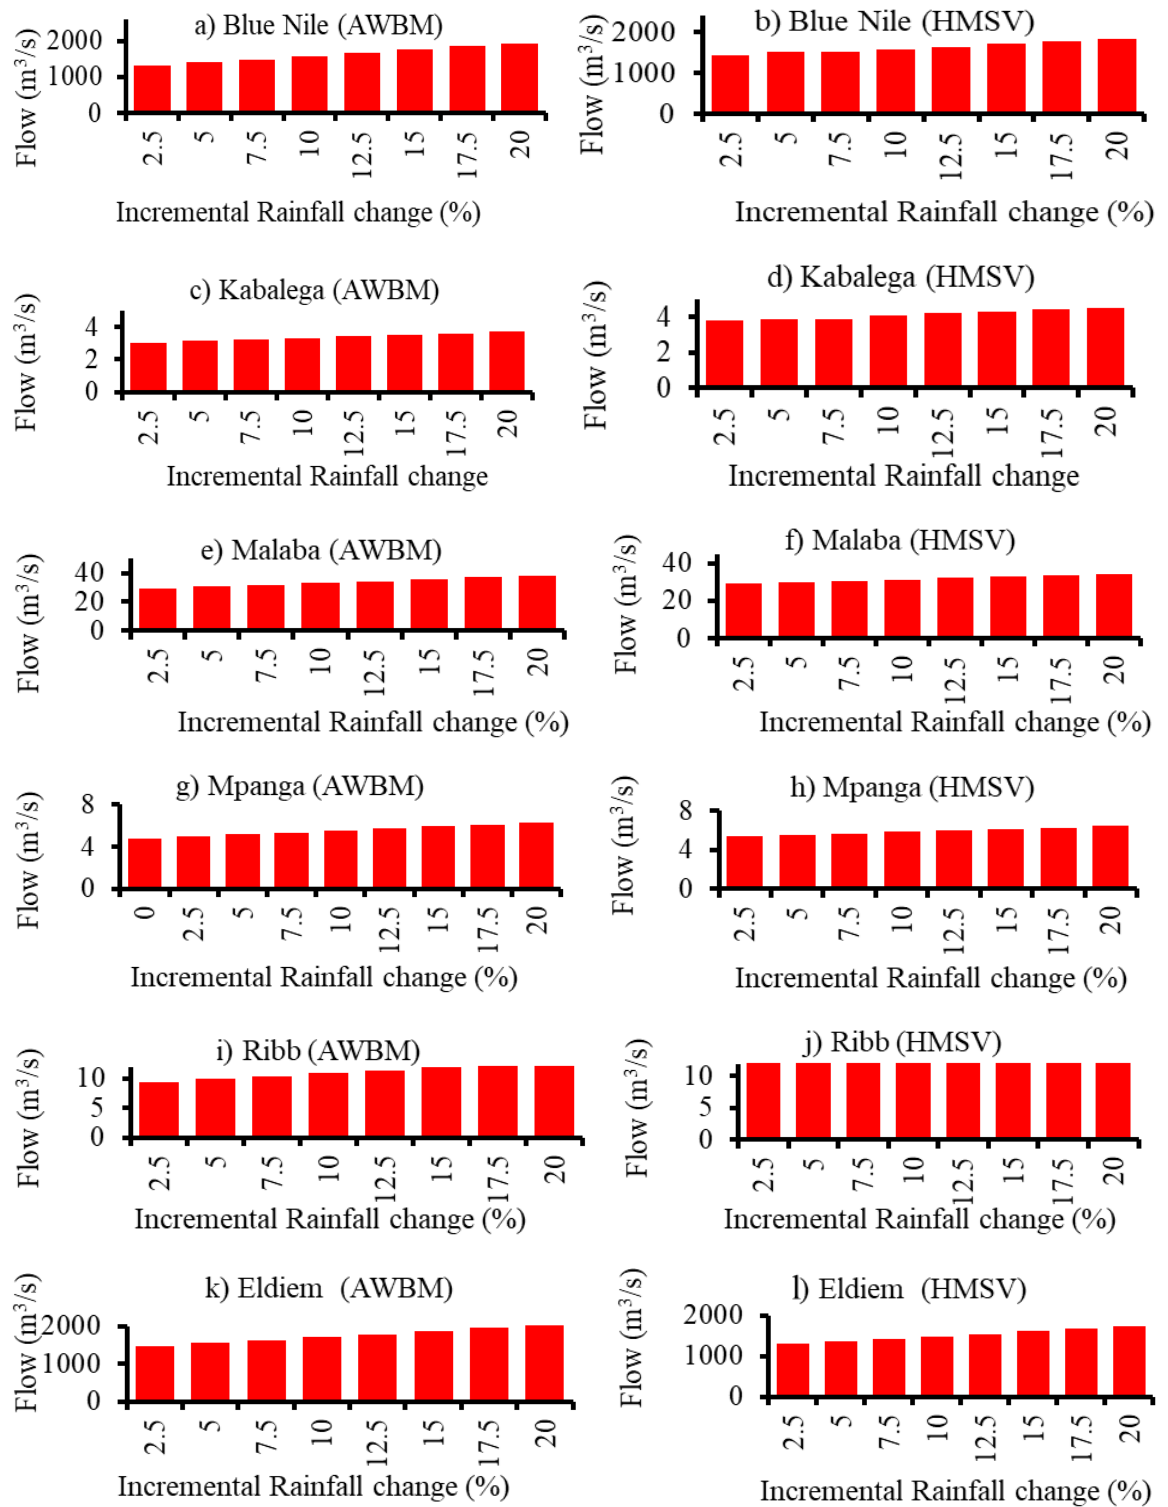 a) Blue Nile (AWBM)
Flow (m³/s)
2000
1000
0
2.5 5 7.5 10 12.5 15 17.5 20
Incremental Rainfall change (%)
b) Blue Nile (HMSV)
Flow (m³/s)
2000
1000
0
2.5 5 7.5 10 12.5 15 17.5 20
Incremental Rainfall change (%)
c) Kabalega (AWBM)
Flow (m³/s)
4
2
0
2.5 5 7.5 10 12.5 15 17.5 20
Incremental Rainfall change
d) Kabalega (HMSV)
Flow (m³/s)
4
2
0
2.5 5 7.5 10 12.5 15 17.5 20
Incremental Rainfall change
e) Malaba (AWBM)
Flow (m³/s)
40
20
0
2.5 5 7.5 10 12.5 15 17.5 20
Incremental Rainfall change (%)
f) Malaba (HMSV)
Flow (m³/s)
40
20
0
2.5 5 7.5 10 12.5 15 17.5 20
Incremental Rainfall change (%)
g) Mpanga (AWBM)
Flow (m³/s)
8
4
0
0 2.5 5 7.5 10 12.5 15 17.5 20
Incremental Rainfall change (%)
h) Mpanga (HMSV)
Flow (m³/s)
8
4
0
2.5 5 7.5 10 12.5 15 17.5 20
Incremental Rainfall change (%)
i) Ribb (AWBM)
Flow (m³/s)
10
5
0
2.5 5 7.5 10 12.5 15 17.5 20
Incremental Rainfall change (%)
j) Ribb (HMSV)
Flow (m³/s)
10
5
0
2.5 5 7.5 10 12.5 15 17.5 20
Incremental Rainfall change (%)
k) Eldiem (AWBM)
Flow (m³/s)
2000
1000
0
2.5 5 7.5 10 12.5 15 17.5 20
Incremental Rainfall change (%)
l) Eldiem (HMSV)
Flow (m³/s)
2000
1000
0
2.5 5 7.5 10 12.5 15 17.5 20
Incremental Rainfall change (%)